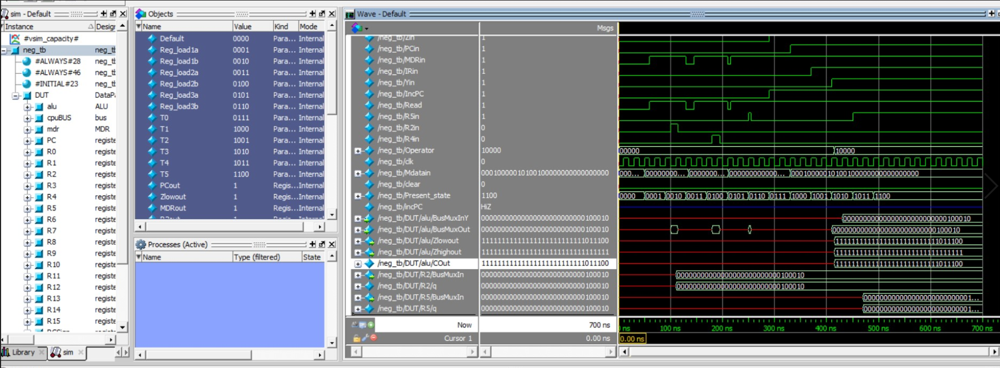 sim - Default
Instance Design
#vsim_capacity#
neg_tb neg_tb
#ALWAYS#28 neg_tb
#ALWAYS#46 neg_tb
#INITIAL#23 neg_tb
DUT DataPa
alu ALU
cpuBUS bus
mdr MDR
PC registe
R0 registe
R1 registe
R2 registe
R3 registe
R4 registe
R5 registe
R6 registe
R7 registe
R8 registe
R9 registe
R10 registe
R11 registe
R12 registe
R13 registe
R14 registe
R15 registe
Library sim
Objects
Name Value Kind Mode
Default 0000 Para... Internal
Reg_load1a 0001 Para... Internal
Reg_load1b 0010 Para... Internal
Reg_load2a 0011 Para... Internal
Reg_load2b 0100 Para... Internal
Reg_load3a 0101 Para... Internal
Reg_load3b 0110 Para... Internal
T0 0111 Para... Internal
T1 1000 Para... Internal
T2 1001 Para... Internal
T3 1010 Para... Internal
T4 1011 Para... Internal
T5 1100 Para... Internal
PCout 1 Regis... Internal
Zlowout 1 Regis... Internal
MDRout 1 Regis... Internal
Processes (Active)
Name Type (filtered) State
Wave - Default
Msgs
/neg_tb/Zin 1
/neg_tb/PCin 1
/neg_tb/MDRin 1
/neg_tb/IRin 1
/neg_tb/Yin 1
/neg_tb/IncPC 1
/neg_tb/Read 1
/neg_tb/R5in 1
/neg_tb/R2in 0
/neg_tb/R4in 0
/neg_tb/Operator 10000 00000 10000
/neg_tb/clk 0
/neg_tb/Mdatain 00010000010100100000000000000000 000... 00000000... 0000000... 000000000000... 00010000010100100000000000000000
/neg_tb/clear 0
/neg_tb/Present_state 1100 0000 0001 0010 0011 0100 0101 0110 0111 1000 1001 1010 1011 1100
/neg_tb/incPC HiZ
/neg_tb/DUT/alu/BusMuxInY 00000000000000000000000000100010 00000000000000000000000000100010
/neg_tb/DUT/alu/BusMuxOut 00000000000000000000000000100010 00000000000000000000000000100010
/neg_tb/DUT/alu/Zlowout 11111111111111111111111111011100 11111111111111111111111111011100
/neg_tb/DUT/alu/Zhighout 11111111111111111111111111111111 11111111111111111111111111111111
/neg_tb/DUT/alu/COut 11111111111111111111111111011100 11111111111111111111111111011100
/neg_tb/DUT/R2/BusMuxIn 00000000000000000000000000100010 00000000000000000000000000100010
/neg_tb/DUT/R2/q 00000000000000000000000000100010 00000000000000000000000000100010
/neg_tb/DUT/R5/BusMuxIn 00000000000000000000000000100010 000000000000000000000000001...
/neg_tb/DUT/R5/q 00000000000000000000000000100010 000000000000000000000000001...
Now 700 ns ns 100 ns 200 ns 300 ns 400 ns 500 ns 600 ns 700 ns
Cursor 1 0.00 ns 0.00 ns